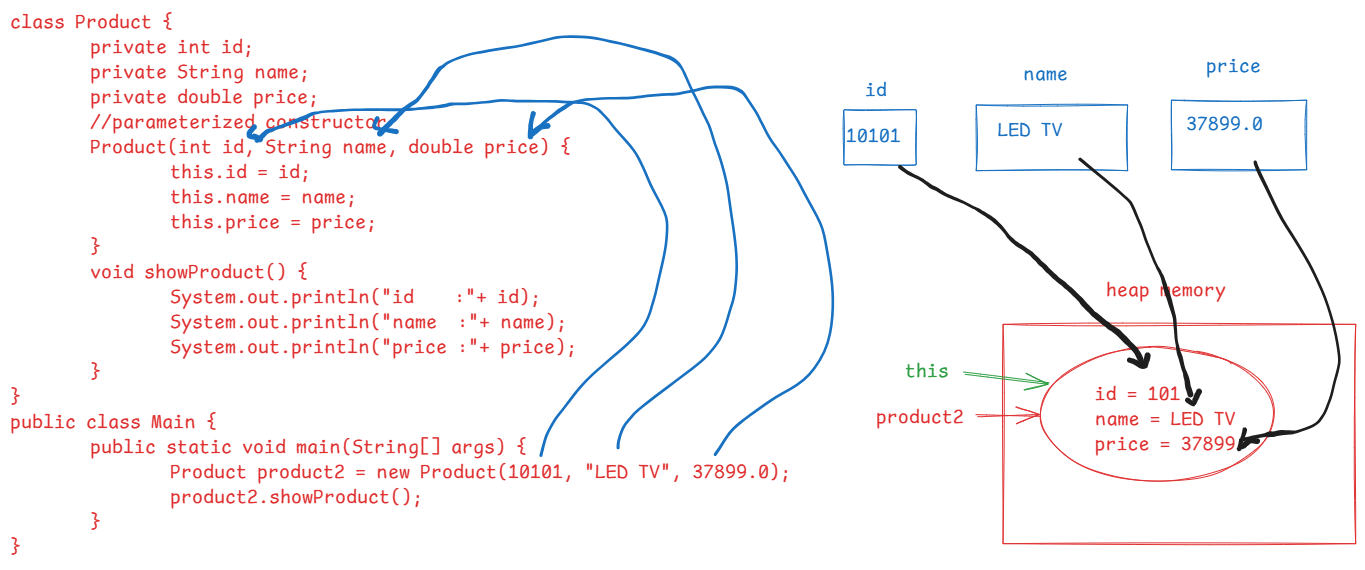 class Product {
private int id;
private String name;
private double price;
//parameterized constructor
Product(int id, String name, double price) {
this.id = id;
this.name = name;
this.price = price;
}
void showProduct() {
System.out.println("id    :"+ id);
System.out.println("name  :"+ name);
System.out.println("price :"+ price);
}
}
public class Main {
public static void main(String[] args) {
Product product2 = new Product(10101, "LED TV", 37899.0);
product2.showProduct();
}
}
id
name
price
10101
LED TV
37899.0
heap memory
this
product2
id = 101
name = LED TV
price = 37899